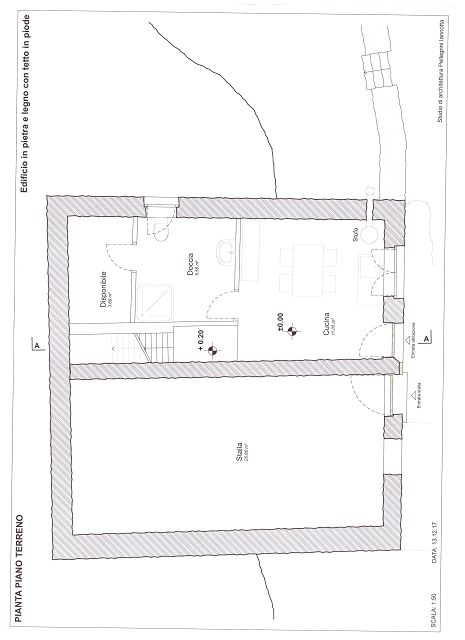 PIANTA PIANO TERRENO
Edificio in pietra e legno con tetto in piode
A
Disponibile
Doccia
+ 0.20
±0.00
Cucina
Stufa
Stalla
Entrata abitazione
Entrata stalla
A
SCALA: 1:50
DATA: 13.12.17
Studio di architettura Pellegrini Iannotta